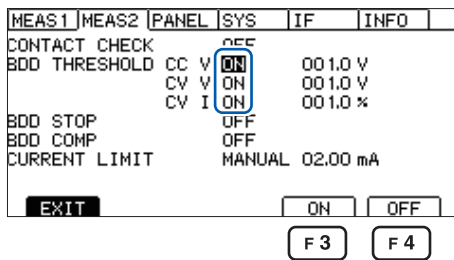 MEAS1 MEAS2 PANEL SYS IF INFO
CONTACT CHECK OFF
BDD THRESHOLD CC V ON 001.0 V
CV V ON 001.0 V
CV I ON 001.0 %
BDD STOP OFF
BDD COMP OFF
CURRENT LIMIT MANUAL 02.00 mA
EXIT ON OFF
F3 F4